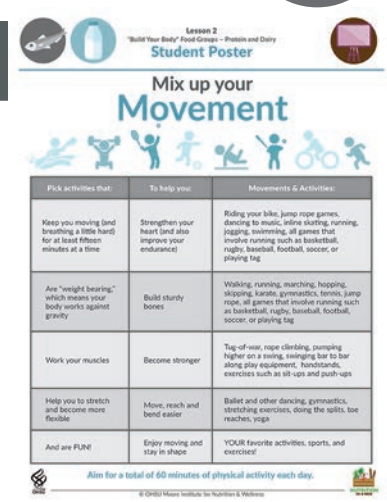 Lesson 2
"Build Your Body" Food Groups – Protein and Dairy
Student Poster
Mix up your
Movement
Pick activities that:
To help you:
Movements & Activities:
Keep you moving (and
breathing a little hard)
for at least fifteen
minutes at a time
Strengthen your
heart (and also
improve your
endurance)
Riding your bike, jump rope games,
dancing to music, inline skating, running,
jogging, swimming, all games that
involve running such as basketball,
rugby, baseball, football, soccer, or
playing tag
Are "weight bearing,"
which means your
body works against
gravity
Build sturdy
bones
Walking, running, marching, hopping,
skipping, karate, gymnastics, tennis, jump
rope, all games that involve running such
as basketball, rugby, baseball, football,
soccer, or playing tag
Work your muscles
Become stronger
Tug-of-war, rope climbing, pumping
higher on a swing, swinging bar to bar
along play equipment, handstands,
exercises such as sit-ups and push-ups
Help you to stretch
and become more
flexible
Move, reach and
bend easier
Ballet and other dancing, gymnastics,
stretching exercises, doing the splits, toe
reaches, yoga
And are FUN!
Enjoy moving and
stay in shape
YOUR favorite activities, sports, and
exercises!
Aim for a total of 60 minutes of physical activity each day.
OHSU
NUTRITION
© OHSU Moore Institute for Nutrition & Wellness